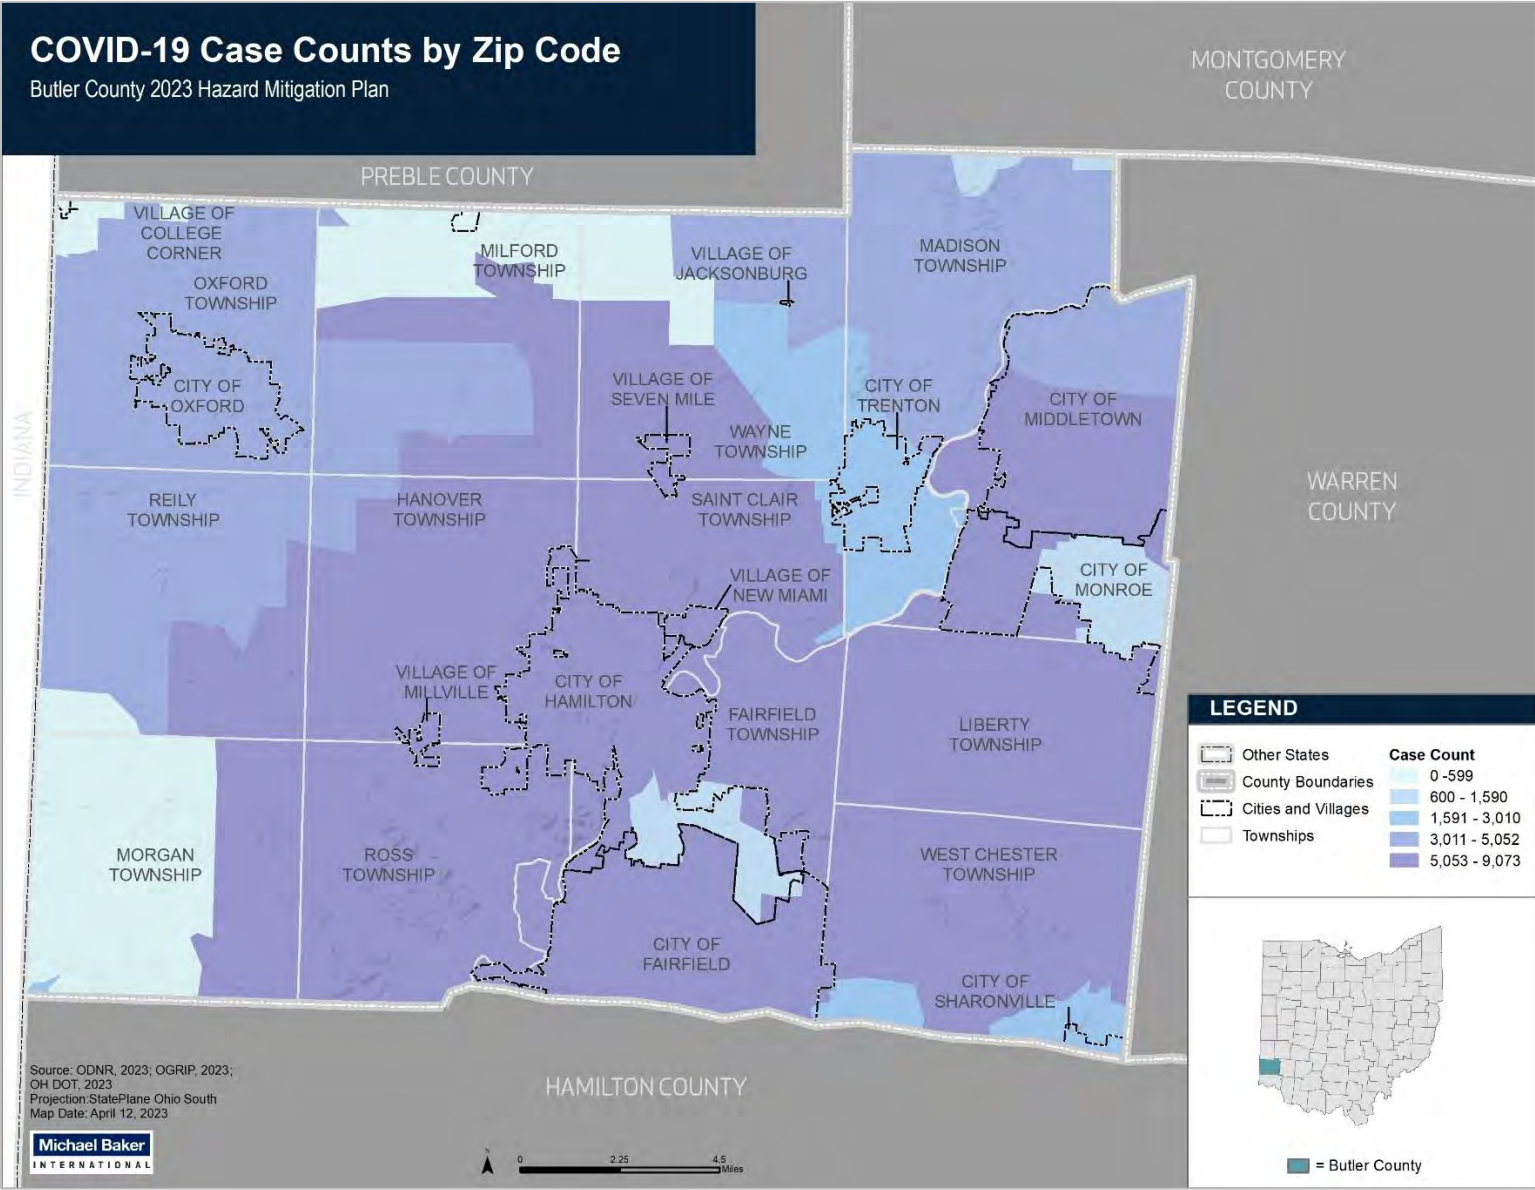 COVID-19 Case Counts by Zip Code
Butler County 2023 Hazard Mitigation Plan
MONTGOMERY
COUNTY
PREBLE COUNTY
VILLAGE OF
COLLEGE
CORNER
OXFORD
TOWNSHIP
MILFORD
TOWNSHIP
VILLAGE OF
JACKSONBURG
MADISON
TOWNSHIP
CITY OF
OXFORD
VILLAGE OF
SEVEN MILE
CITY OF
TRENTON
CITY OF
MIDDLETOWN
WAYNE
TOWNSHIP
INDIANA
WARREN
COUNTY
REILY
TOWNSHIP
HANOVER
TOWNSHIP
SAINT CLAIR
TOWNSHIP
VILLAGE OF
NEW MIAMI
CITY OF
MONROE
VILLAGE OF
MILLVILLE
CITY OF
HAMILTON
FAIRFIELD
TOWNSHIP
LIBERTY
TOWNSHIP
MORGAN
TOWNSHIP
ROSS
TOWNSHIP
WEST CHESTER
TOWNSHIP
CITY OF
FAIRFIELD
CITY OF
SHARONVILLE
HAMILTON COUNTY
LEGEND
Other States
County Boundaries
Cities and Villages
Townships
Case Count
0 -599
600 - 1,590
1,591 - 3,010
3,011 - 5,052
5,053 - 9,073
= Butler County
Source: ODNR, 2023; OGRIP, 2023;
OH DOT, 2023
Projection:StatePlane Ohio South
Map Date: April 12, 2023
Michael Baker
INTERNATIONAL
N
0 2.25 4.5
Miles